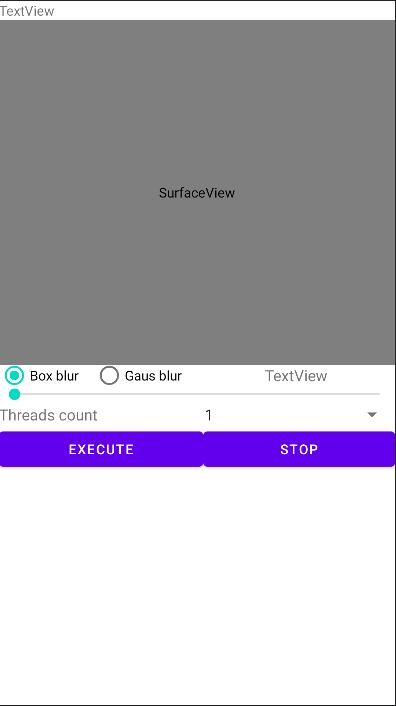 TextView
SurfaceView
Box blur Gaus blur TextView
Threads count 1
EXECUTE STOP